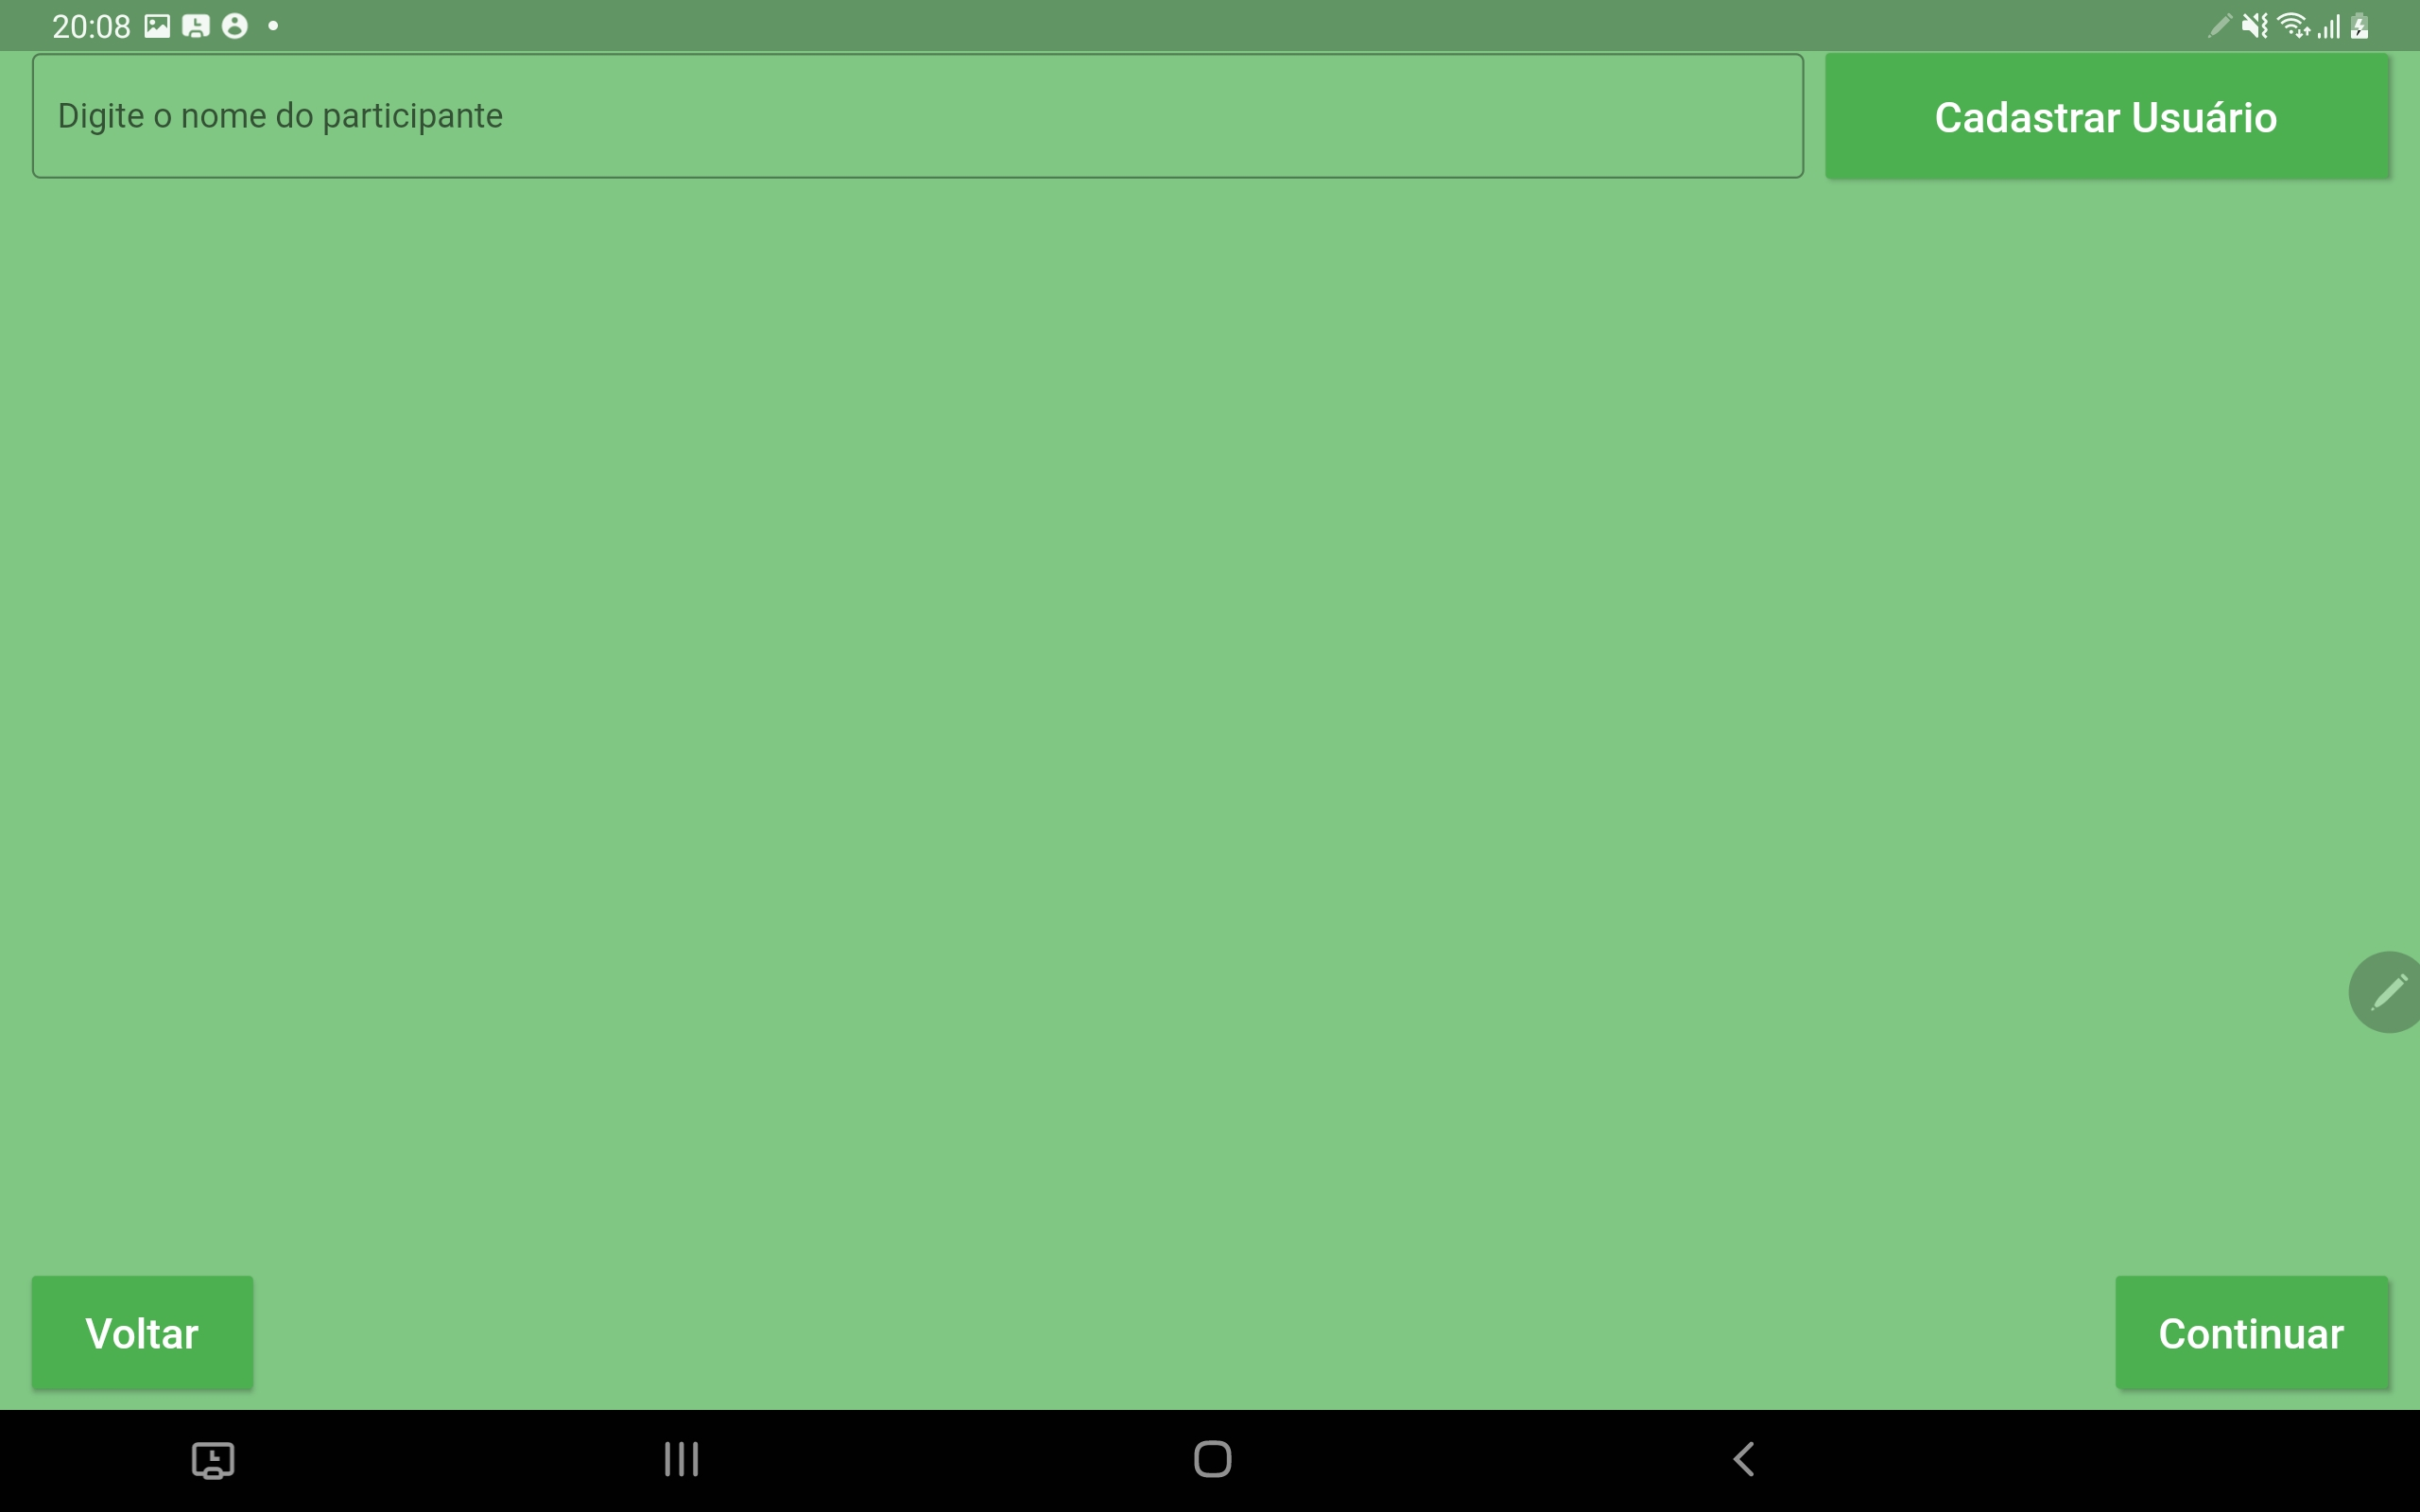 20:08
Digite o nome do participante
Cadastrar Usuário
Voltar
Continuar